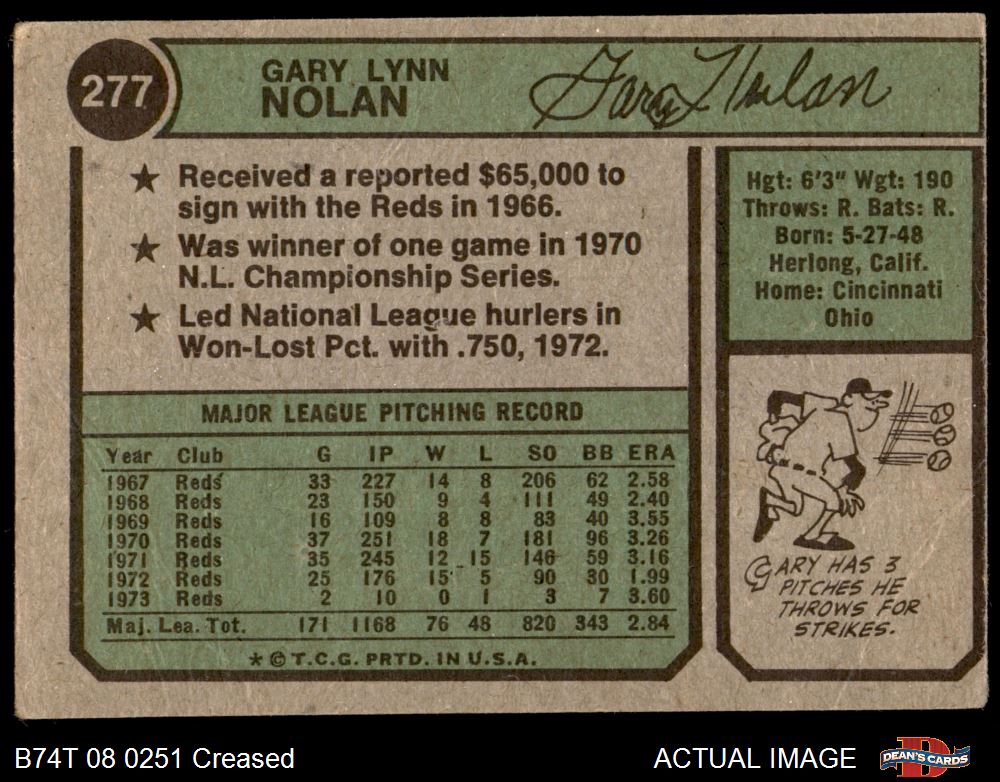 277
GARY LYNN
NOLAN
Gary Nolan
★ Received a reported $65,000 to
sign with the Reds in 1966.
★ Was winner of one game in 1970
N.L. Championship Series.
★ Led National League hurlers in
Won-Lost Pct. with .750, 1972.
Hgt: 6'3" Wgt: 190
Throws: R. Bats: R.
Born: 5-27-48
Herlong, Calif.
Home: Cincinnati
Ohio
MAJOR LEAGUE PITCHING RECORD
Year Club G IP W L SO BB ERA
1967 Reds 33 227 14 8 206 62 2.58
1968 Reds 23 150 9 4 111 49 2.40
1969 Reds 16 109 8 8 83 40 3.55
1970 Reds 37 251 18 7 181 96 3.26
1971 Reds 35 245 12 15 146 59 3.16
1972 Reds 25 176 15 5 90 30 1.99
1973 Reds 2 10 0 1 3 7 3.60
Maj. Lea. Tot. 171 1168 76 48 820 343 2.84
★ © T.C.G. PRTD. IN U.S.A.
GARY HAS 3
PITCHES HE
THROWS FOR
STRIKES.
B74T 08 0251 Creased
ACTUAL IMAGE
DEAN'S CARDS